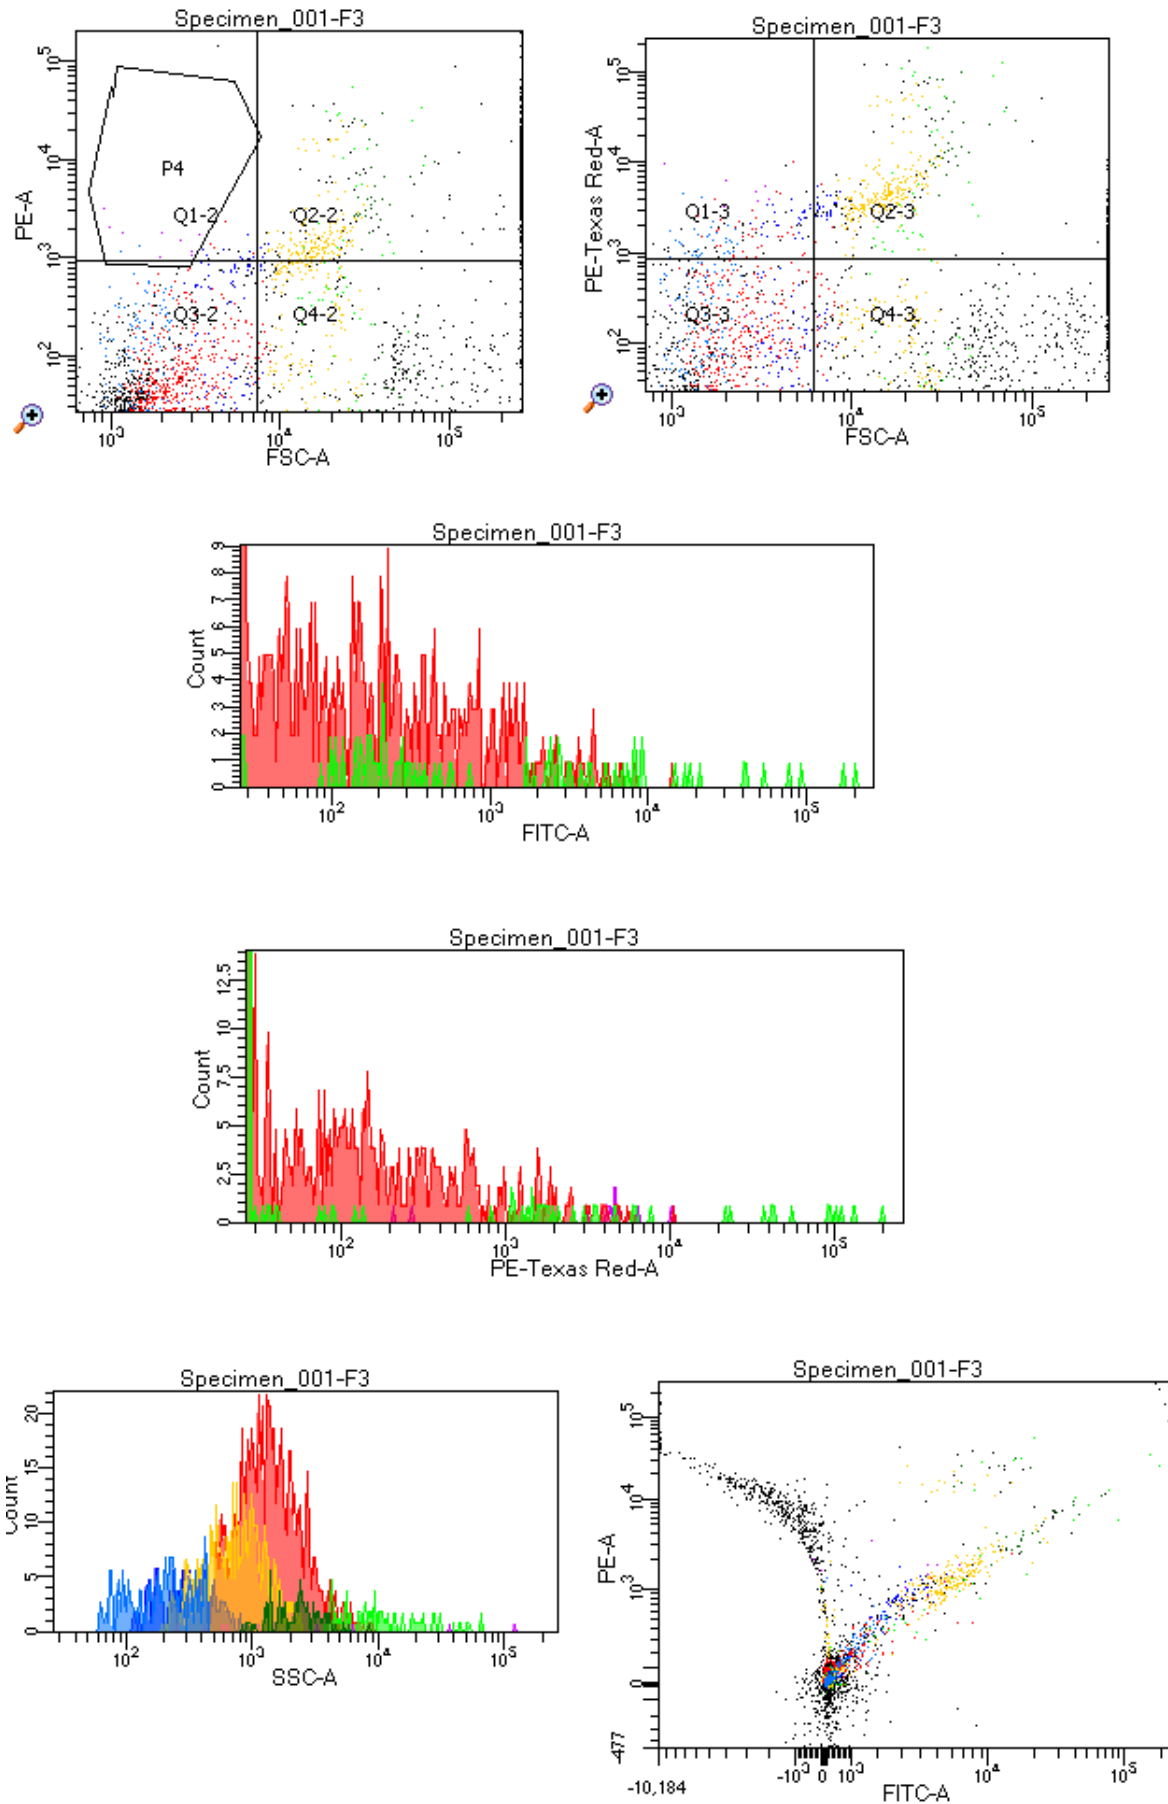 Specimen_001-F3
PE-A
10^5
10^4
10^3
10^2
P4
Q1-2
Q2-2
Q3-2
Q4-2
10^3
10^4
10^5
FSC-A
Specimen_001-F3
PE-Texas Red-A
10^5
10^4
10^3
10^2
Q1-3
Q2-3
Q3-3
Q4-3
10^3
10^4
10^5
FSC-A
Specimen_001-F3
Count
9
8
7
6
5
4
3
2
1
0
10^2
10^3
10^4
10^5
FITC-A
Specimen_001-F3
Count
12.5
10
7.5
5
2.5
0
10^2
10^3
10^4
10^5
PE-Texas Red-A
Specimen_001-F3
Count
20
15
10
5
0
10^2
10^3
10^4
10^5
SSC-A
Specimen_001-F3
PE-A
10^5
10^4
10^3
0
-477
-10,184
-10^3
0
10^3
10^4
10^5
FITC-A